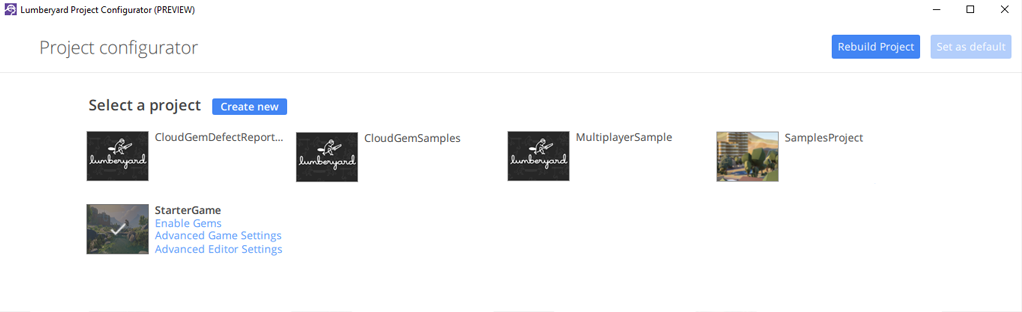 Lumberyard Project Configurator (PREVIEW)
Project configurator
Rebuild Project
Set as default
Select a project
Create new
lumberyard
CloudGemDefectReport...
lumberyard
CloudGemSamples
lumberyard
MultiplayerSample
SamplesProject
StarterGame
Enable Gems
Advanced Game Settings
Advanced Editor Settings